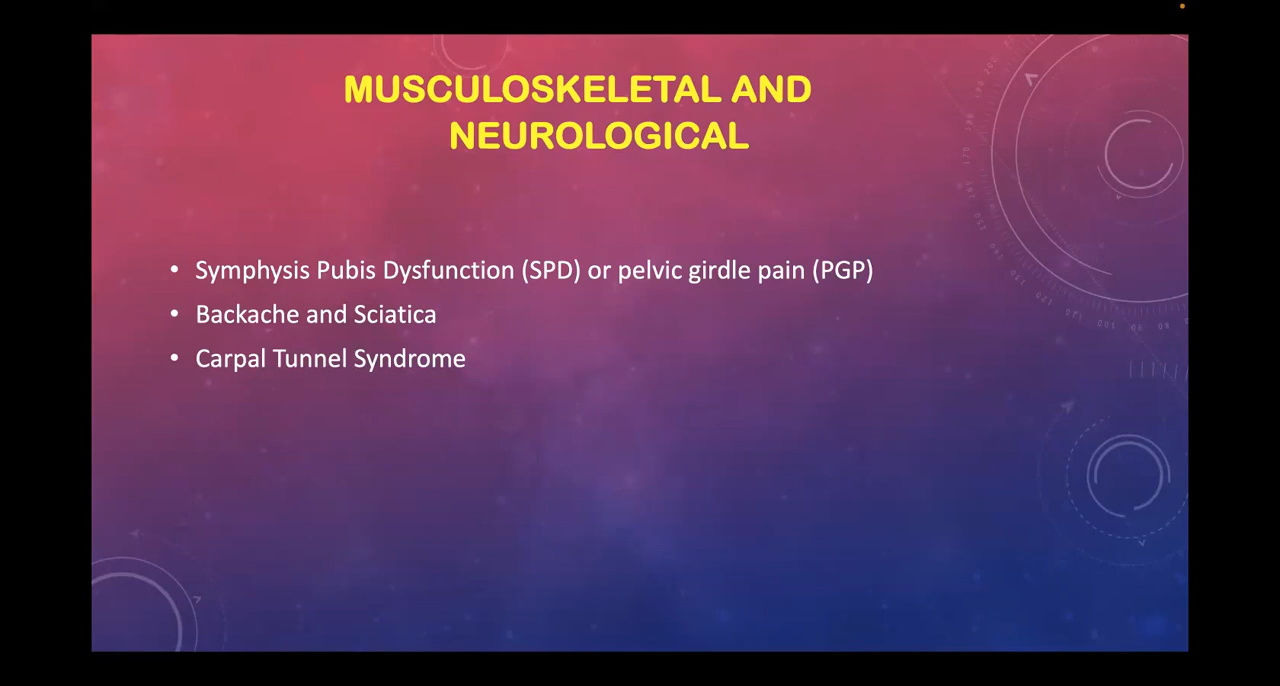 MUSCULOSKELETAL AND
NEUROLOGICAL
• Symphysis Pubis Dysfunction (SPD) or pelvic girdle pain (PGP)
• Backache and Sciatica
• Carpal Tunnel Syndrome